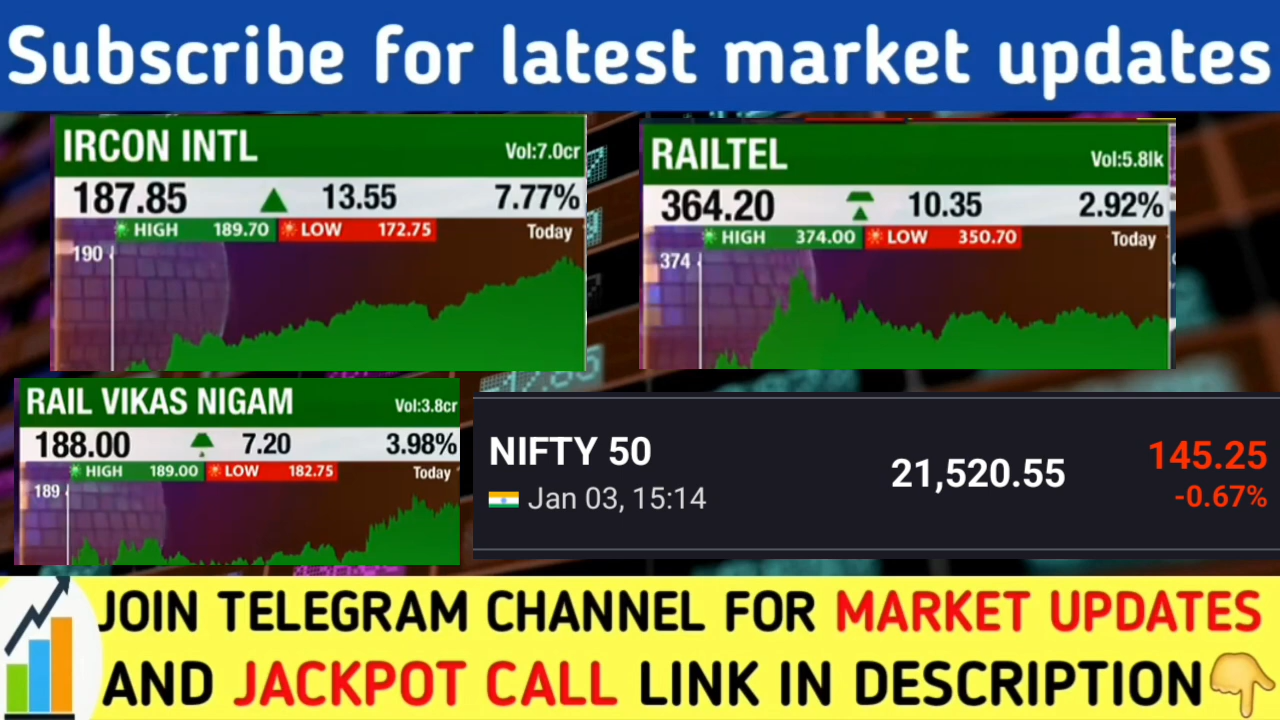 Subscribe for latest market updates
IRCON INTL Vol:7.0cr
187.85 13.55 7.77%
HIGH 189.70 LOW 172.75 Today
190
RAILTEL Vol:5.8lk
364.20 10.35 2.92%
HIGH 374.00 LOW 350.70 Today
374
RAIL VIKAS NIGAM Vol:3.8cr
188.00 7.20 3.98%
HIGH 189.00 LOW 182.75 Today
189
NIFTY 50
Jan 03, 15:14
21,520.55
145.25
-0.67%
JOIN TELEGRAM CHANNEL FOR MARKET UPDATES
AND JACKPOT CALL LINK IN DESCRIPTION👇